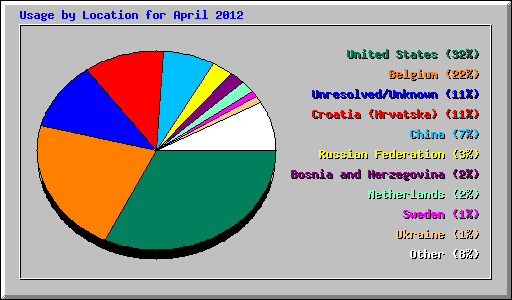 Usage by Location for April 2012
United States (32%)
Belgium (22%)
Unresolved/Unknown (11%)
Croatia (Hrvatska) (11%)
China (7%)
Russian Federation (3%)
Bosnia and Herzegovina (2%)
Netherlands (2%)
Sweden (1%)
Ukraine (1%)
Other (8%)